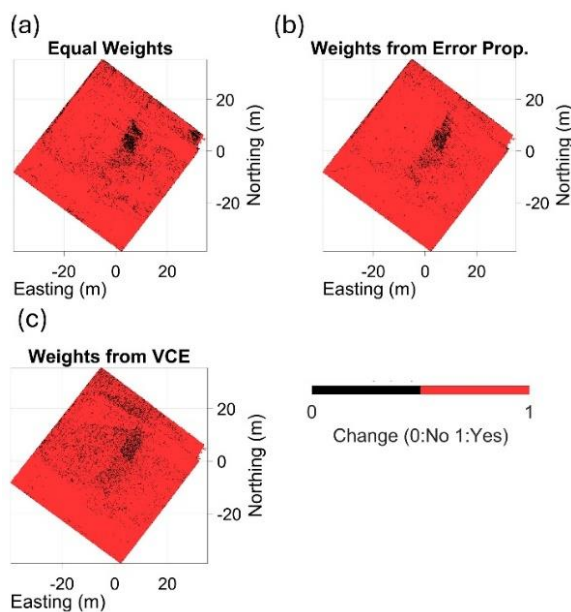 (a)
Equal Weights
20
0
-20
Northing (m)
-20 0 20
Easting (m)
(b)
Weights from Error Prop.
20
0
-20
Northing (m)
-20 0 20
Easting (m)
(c)
Weights from VCE
20
0
-20
Northing (m)
-20 0 20
Easting (m)
0 1
Change (0:No 1:Yes)